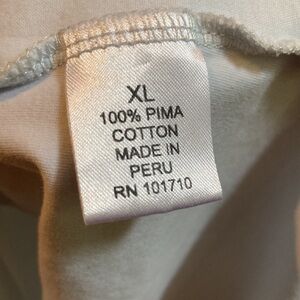 XL
100% PIMA
COTTON
MADE IN
PERU
RN 101710